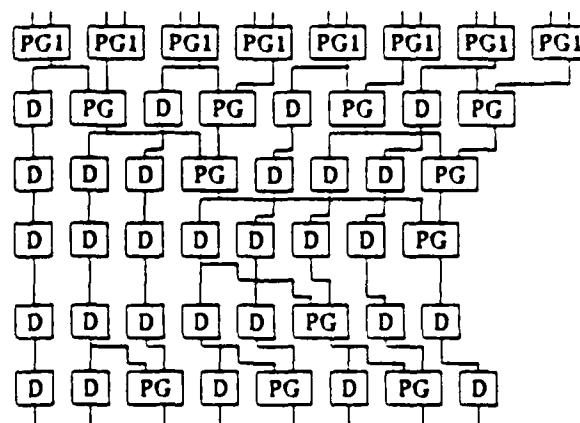 PG1 PG1 PG1 PG1 PG1 PG1 PG1 PG1
D PG D PG D PG D PG
D D D PG D D D PG
D D D D D D D PG
D D D D D PG D D
D D PG D PG D PG D